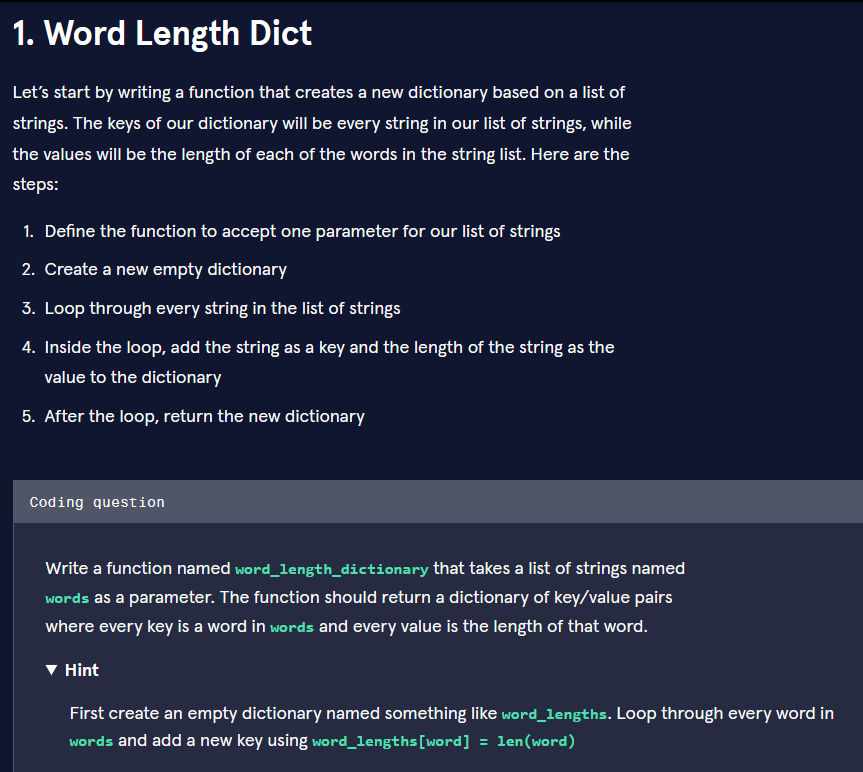 1. Word Length Dict
Let’s start by writing a function that creates a new dictionary based on a list of
strings. The keys of our dictionary will be every string in our list of strings, while
the values will be the length of each of the words in the string list. Here are the
steps:
1. Define the function to accept one parameter for our list of strings
2. Create a new empty dictionary
3. Loop through every string in the list of strings
4. Inside the loop, add the string as a key and the length of the string as the
value to the dictionary
5. After the loop, return the new dictionary
Coding question
Write a function named word_length_dictionary that takes a list of strings named
words as a parameter. The function should return a dictionary of key/value pairs
where every key is a word in words and every value is the length of that word.
▼ Hint
First create an empty dictionary named something like word_lengths. Loop through every word in
words and add a new key using word_lengths[word] = len(word)